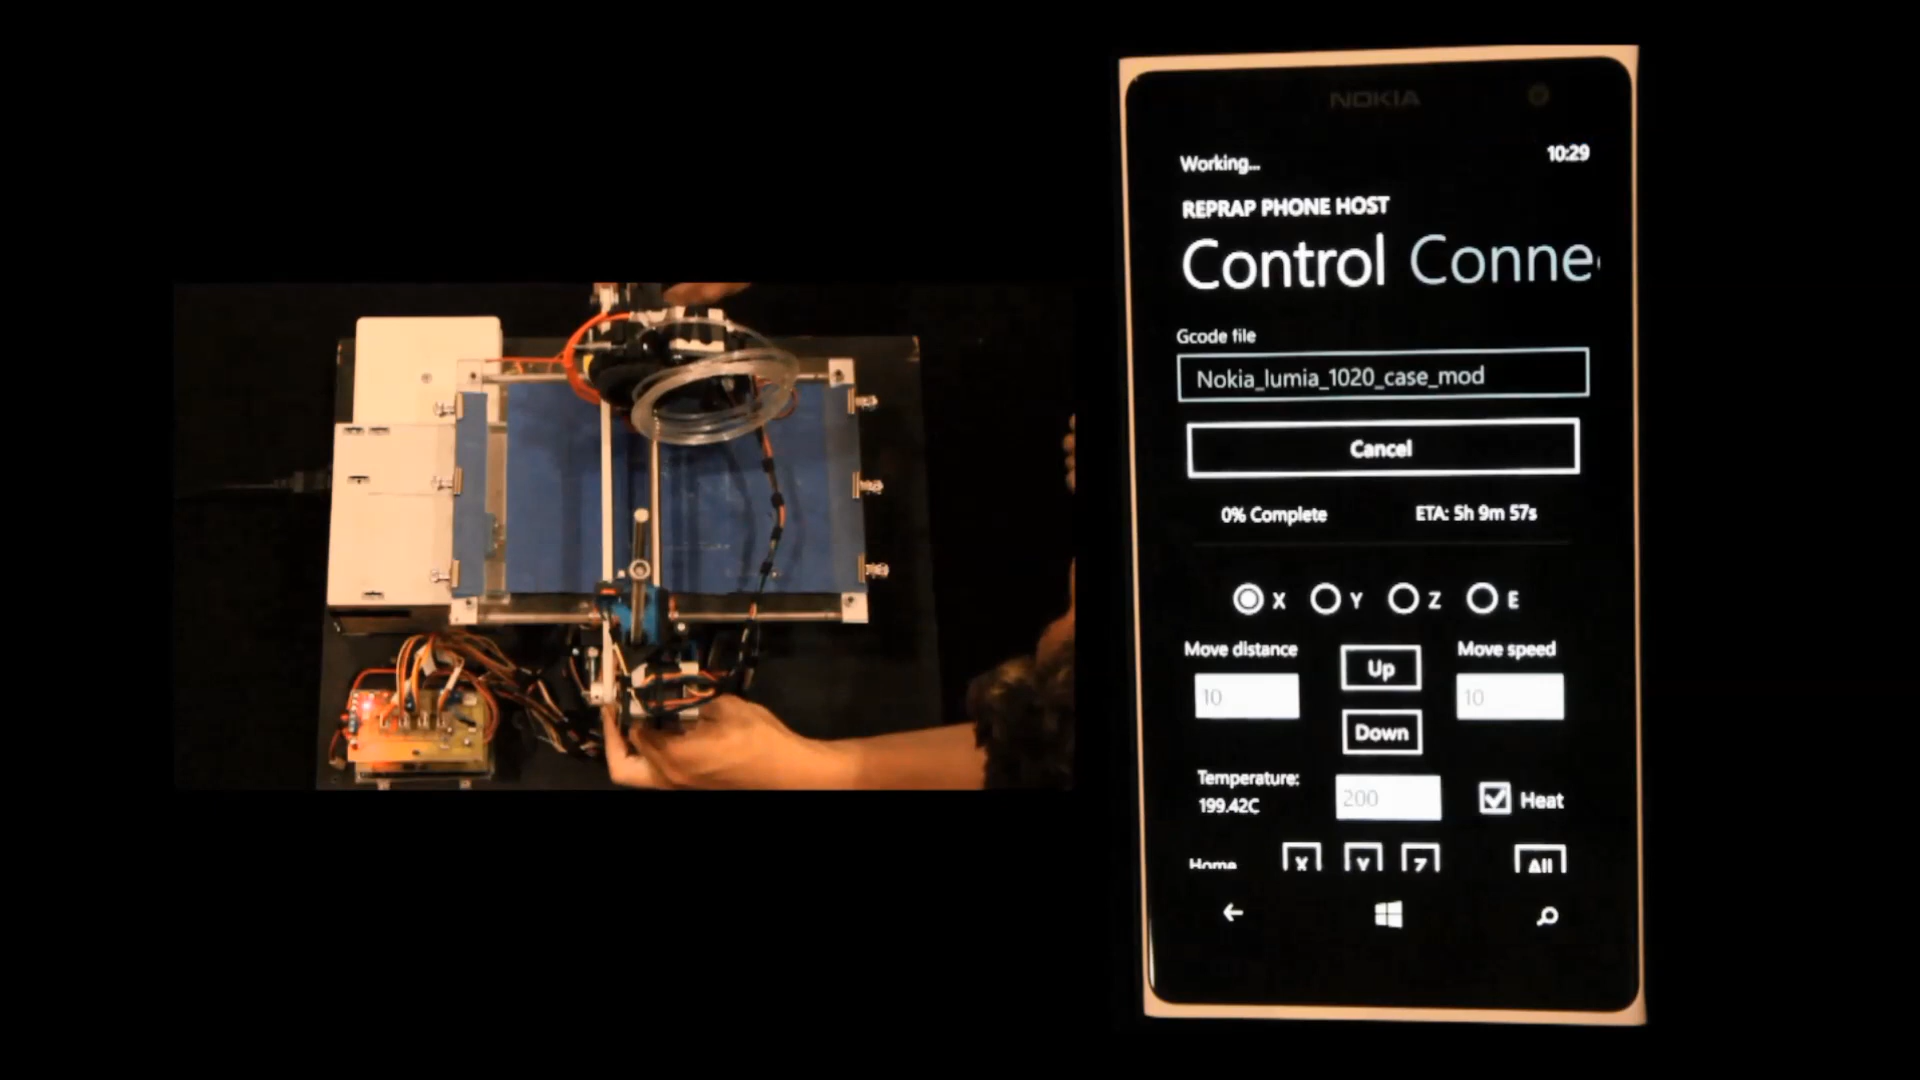 NOKIA
Working... 10:29
REPRAP PHONE HOST
Control Conne
Gcode file
Nokia_lumia_1020_case_mod
Cancel
0% Complete ETA: 5h 9m 57s
X Y Z E
Move distance Up Move speed
10 10
Down
Temperature: 200 Heat
199.42C
Home X Y Z All